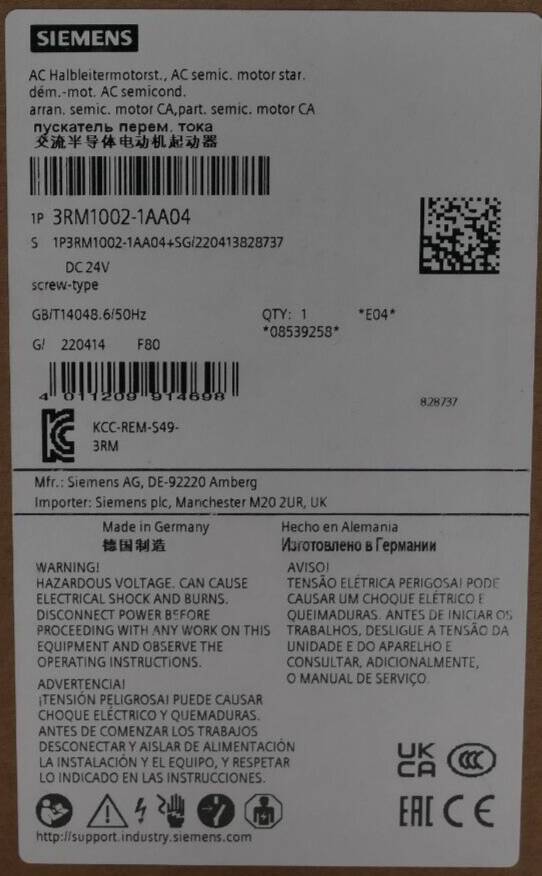 SIEMENS
AC Halbleitermotorst., AC semic. motor star.
dém.-mot. AC semicond.
arran. semic. motor CA,part. semic. motor CA
пускатель перем. тока
交流半导体电动机起动器
1P 3RM1002-1AA04
S 1P3RM1002-1AA04+SG/220413828737
DC 24V
screw-type
GB/T14048.6/50Hz QTY: 1 *E04*
*08539258*
G/ 220414 F80
4 011209 914698
828737
KCC-REM-S49-
3RM
Mfr.: Siemens AG, DE-92220 Amberg
Importer: Siemens plc, Manchester M20 2UR, UK
Made in Germany Hecho en Alemania
德国制造 Изготовлено в Германии
WARNING!
HAZARDOUS VOLTAGE. CAN CAUSE
ELECTRICAL SHOCK AND BURNS.
DISCONNECT POWER BEFORE
PROCEEDING WITH ANY WORK ON THIS
EQUIPMENT AND OBSERVE THE
OPERATING INSTRUCTIONS.
AVISO!
TENSÃO ELÉTRICA PERIGOSA! PODE
CAUSAR UM CHOQUE ELÉTRICO E
QUEIMADURAS. ANTES DE INICIAR OS
TRABALHOS, DESLIGUE A TENSÃO DA
UNIDADE E DO APARELHO E
CONSULTAR, ADICIONALMENTE,
O MANUAL DE SERVIÇO.
ADVERTENCIA!
¡TENSIÓN PELIGROSA! PUEDE CAUSAR
CHOQUE ELÉCTRICO Y QUEMADURAS.
ANTES DE COMENZAR LOS TRABAJOS
DESCONECTAR Y AISLAR DE ALIMENTACIÓN
LA INSTALACIÓN Y EL EQUIPO, Y RESPETAR
LO INDICADO EN LAS INSTRUCCIONES.
UK
CA CCC
EAC CE
http://support.industry.siemens.com